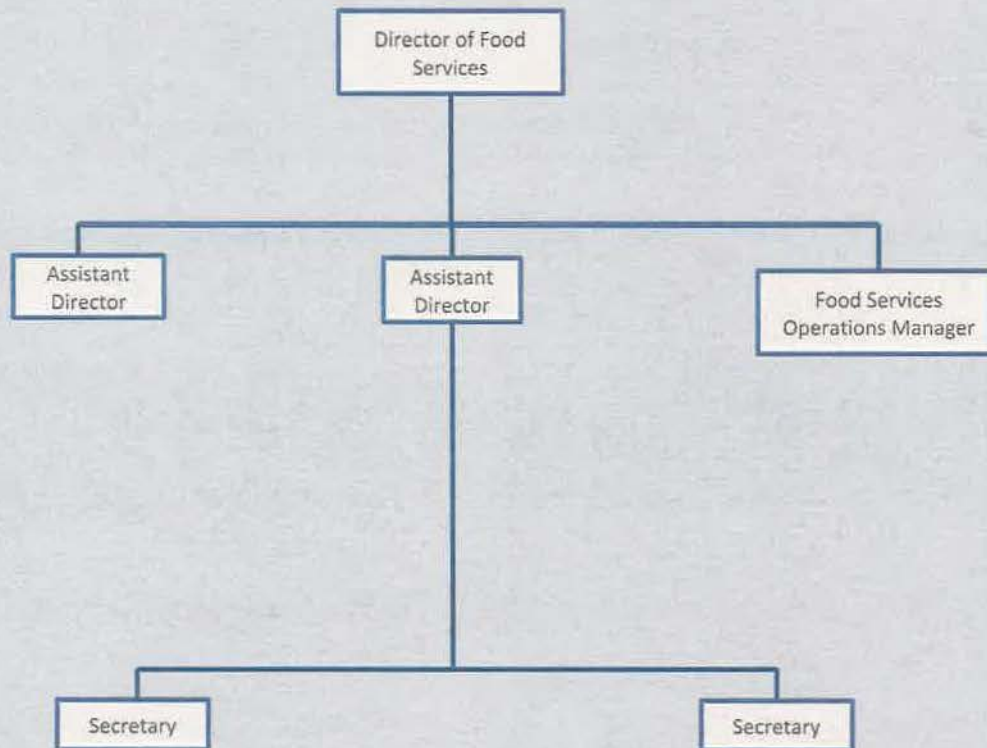 Director of Food
Services
Assistant
Director
Assistant
Director
Food Services
Operations Manager
Secretary
Secretary